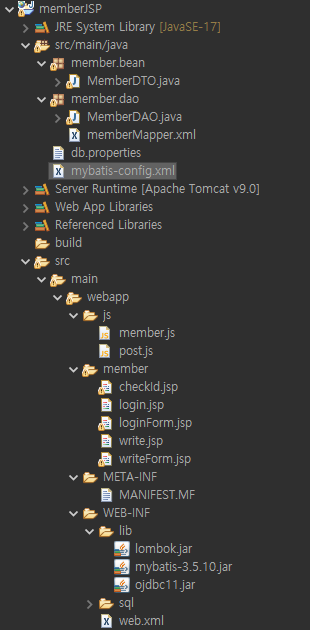 memberJSP
JRE System Library [JavaSE-17]
src/main/java
member.bean
MemberDTO.java
member.dao
MemberDAO.java
memberMapper.xml
db.properties
mybatis-config.xml
Server Runtime [Apache Tomcat v9.0]
Web App Libraries
Referenced Libraries
build
src
main
webapp
js
member.js
post.js
member
checkId.jsp
login.jsp
loginForm.jsp
write.jsp
writeForm.jsp
META-INF
MANIFEST.MF
WEB-INF
lib
lombok.jar
mybatis-3.5.10.jar
ojdbc11.jar
sql
web.xml